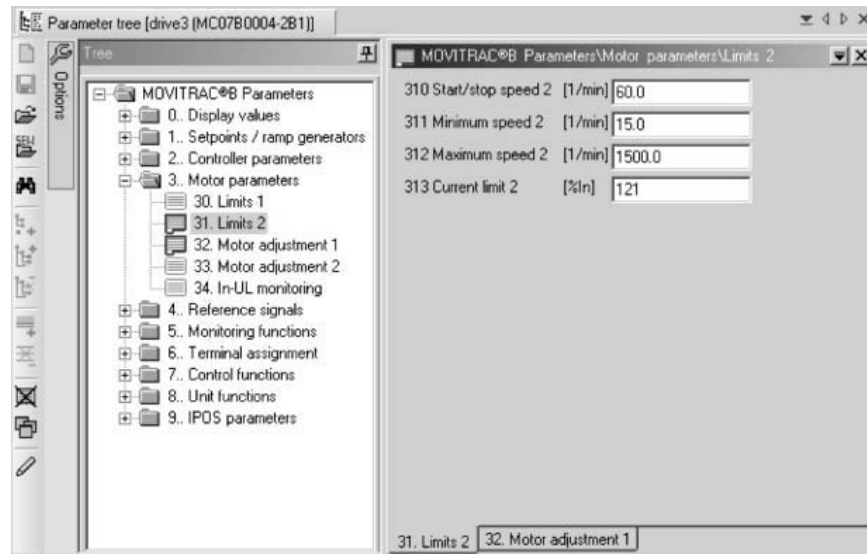 Parameter tree [drive3 (MC07B0004-2B1)]
Options
Tree
MOVITRAC®B Parameters
0.. Display values
1.. Setpoints / ramp generators
2.. Controller parameters
3.. Motor parameters
30. Limits 1
31. Limits 2
32. Motor adjustment 1
33. Motor adjustment 2
34. In-UL monitoring
4.. Reference signals
5.. Monitoring functions
6.. Terminal assignment
7.. Control functions
8.. Unit functions
9.. IPOS parameters
MOVITRAC®B Parameters\Motor parameters\Limits 2
310 Start/stop speed 2 [1/min] 60.0
311 Minimum speed 2 [1/min] 15.0
312 Maximum speed 2 [1/min] 1500.0
313 Current limit 2 [%In] 121
31. Limits 2 32. Motor adjustment 1